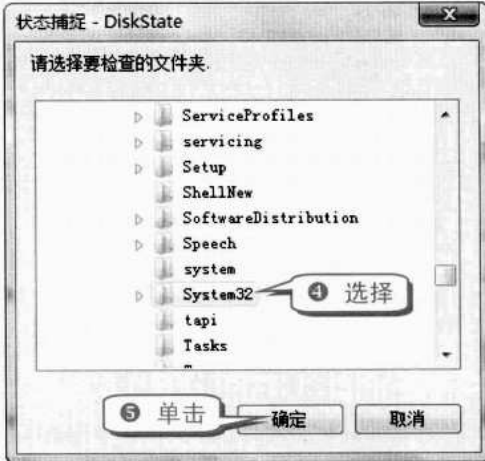 状态捕捉 - DiskState
请选择要检查的文件夹.
ServiceProfiles
servicing
Setup
ShellNew
SoftwareDistribution
Speech
system
System32
❹ 选择
tapi
Tasks
❺ 单击
确定
取消